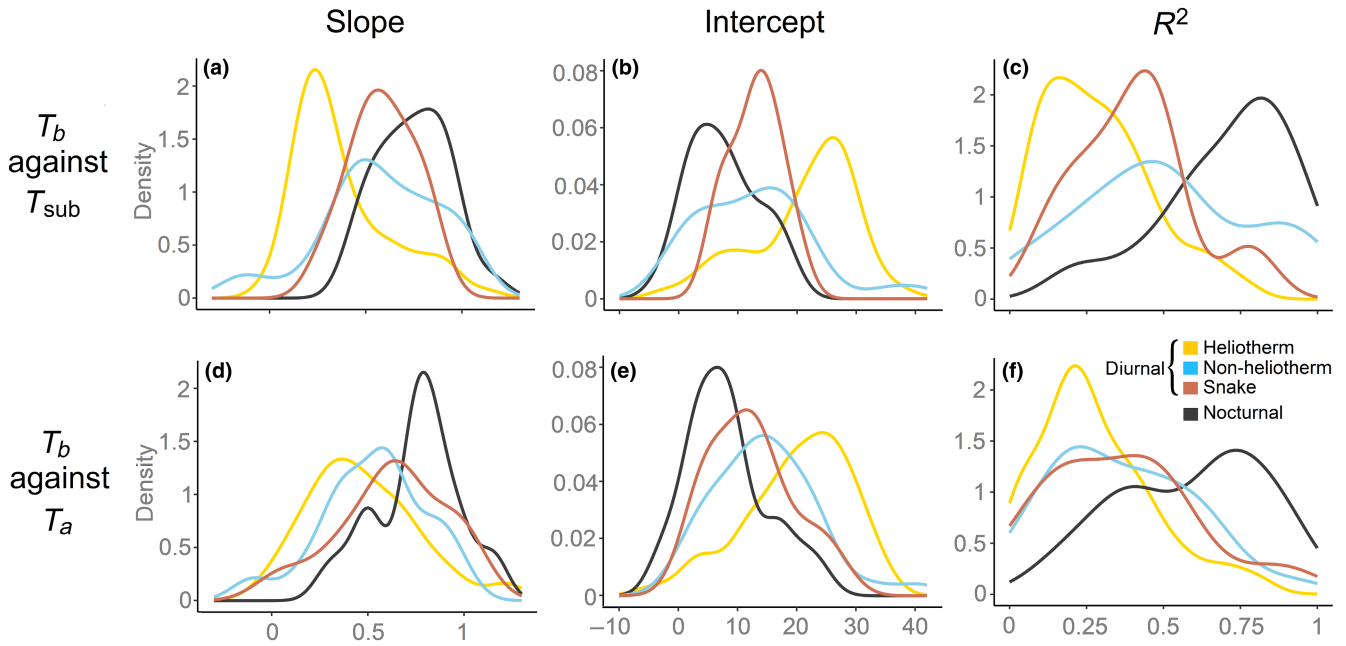 Slope Intercept R²
T_b against T_sub
Density
(a)
2
1.5
1
0.5
0
(b)
0.08
0.06
0.04
0.02
0
(c)
2
1.5
1
0.5
0
T_b against T_a
Density
(d)
2
1.5
1
0.5
0
0 0.5 1
(e)
0.08
0.06
0.04
0.02
0
–10 0 10 20 30 40
(f)
2
1.5
1
0.5
0
0 0.25 0.5 0.75 1
Diurnal
Heliotherm
Non-heliotherm
Snake
Nocturnal